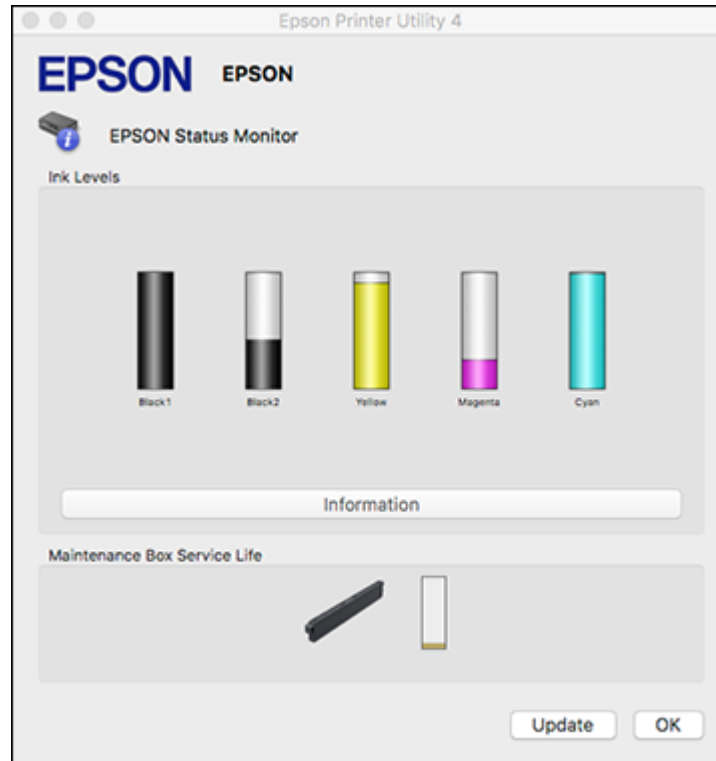 Epson Printer Utility 4
EPSON EPSON
EPSON Status Monitor
Ink Levels
Black1 Black2 Yellow Magenta Cyan
Information
Maintenance Box Service Life
Update OK